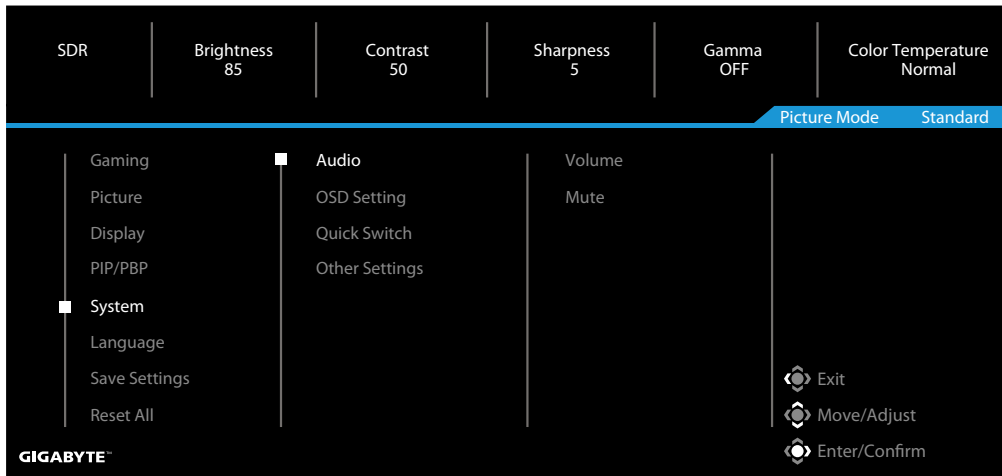 SDR
Brightness
85
Contrast
50
Sharpness
5
Gamma
OFF
Color Temperature
Normal
Picture Mode Standard
Gaming
Picture
Display
PIP/PBP
System
Language
Save Settings
Reset All
Audio
OSD Setting
Quick Switch
Other Settings
Volume
Mute
Exit
Move/Adjust
Enter/Confirm
GIGABYTE™